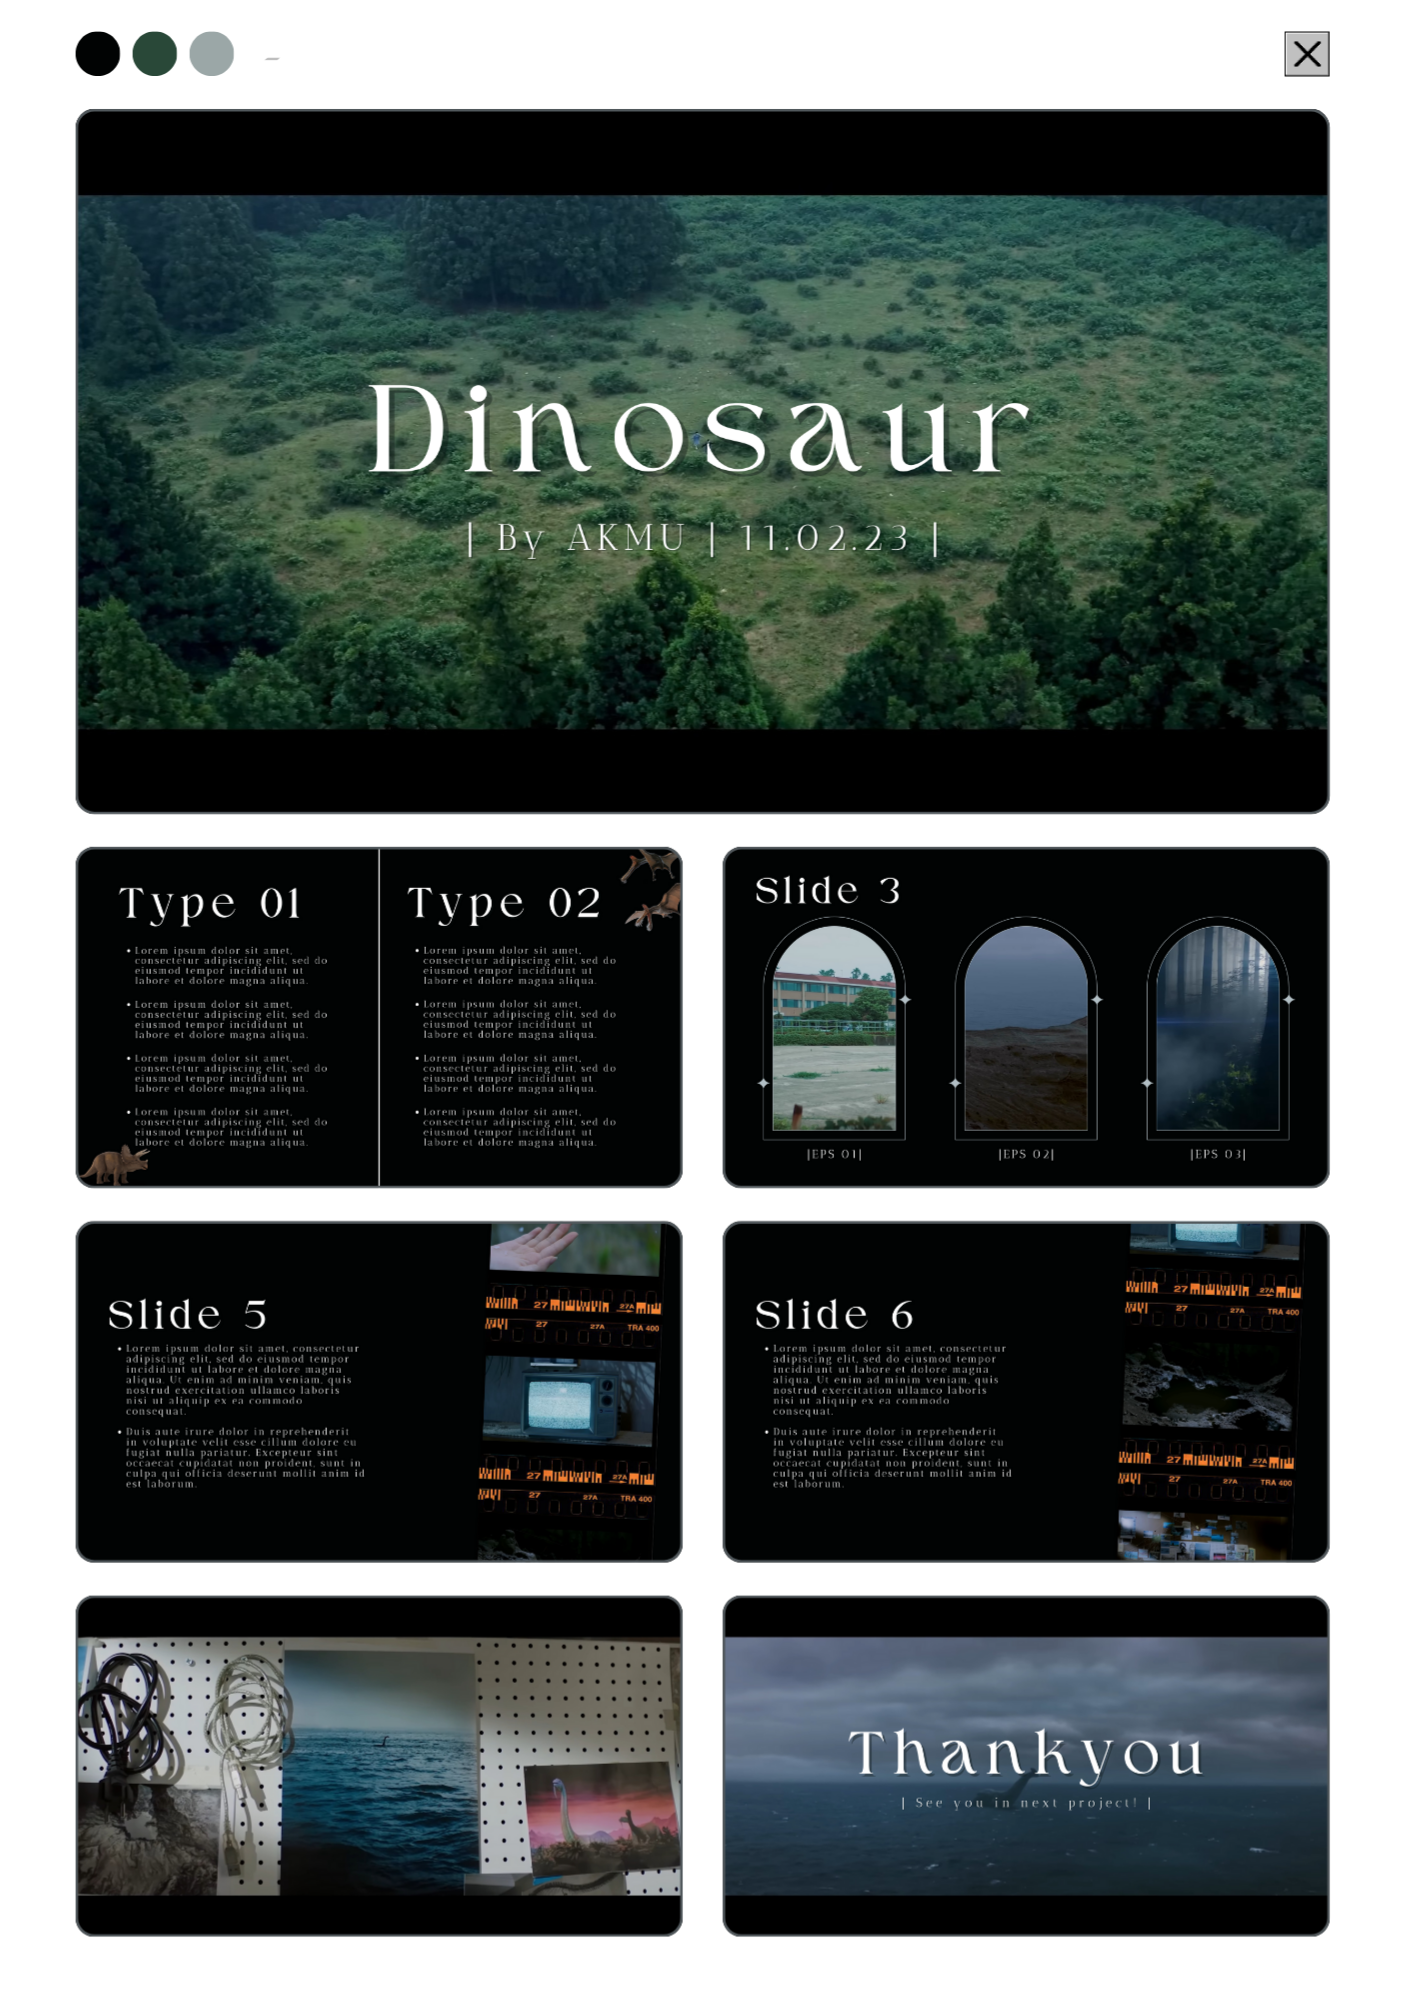 Dinosaur
| By AKMU | 11.02.23 |
Type 01
• Lorem ipsum dolor sit amet,
consectetur adipiscing elit, sed do
eiusmod tempor incididunt ut
labore et dolore magna aliqua.
• Lorem ipsum dolor sit amet,
consectetur adipiscing elit, sed do
eiusmod tempor incididunt ut
labore et dolore magna aliqua.
• Lorem ipsum dolor sit amet,
consectetur adipiscing elit, sed do
eiusmod tempor incididunt ut
labore et dolore magna aliqua.
• Lorem ipsum dolor sit amet,
consectetur adipiscing elit, sed do
eiusmod tempor incididunt ut
labore et dolore magna aliqua.
Type 02
• Lorem ipsum dolor sit amet,
consectetur adipiscing elit, sed do
eiusmod tempor incididunt ut
labore et dolore magna aliqua.
• Lorem ipsum dolor sit amet,
consectetur adipiscing elit, sed do
eiusmod tempor incididunt ut
labore et dolore magna aliqua.
• Lorem ipsum dolor sit amet,
consectetur adipiscing elit, sed do
eiusmod tempor incididunt ut
labore et dolore magna aliqua.
• Lorem ipsum dolor sit amet,
consectetur adipiscing elit, sed do
eiusmod tempor incididunt ut
labore et dolore magna aliqua.
Slide 3
|EPS 01|
|EPS 02|
|EPS 03|
Slide 5
• Lorem ipsum dolor sit amet, consectetur
adipiscing elit, sed do eiusmod tempor
incididunt ut labore et dolore magna
aliqua. Ut enim ad minim veniam, quis
nostrud exercitation ullamco laboris
nisi ut aliquip ex ea commodo
consequat.
• Duis aute irure dolor in reprehenderit
in voluptate velit esse cillum dolore eu
fugiat nulla pariatur. Excepteur sint
occaecat cupidatat non proident, sunt in
culpa qui officia deserunt mollit anim id
est laborum.
27 27A
27 27A TRA 400
27 27A
27 27A TRA 400
Slide 6
• Lorem ipsum dolor sit amet, consectetur
adipiscing elit, sed do eiusmod tempor
incididunt ut labore et dolore magna
aliqua. Ut enim ad minim veniam, quis
nostrud exercitation ullamco laboris
nisi ut aliquip ex ea commodo
consequat.
• Duis aute irure dolor in reprehenderit
in voluptate velit esse cillum dolore eu
fugiat nulla pariatur. Excepteur sint
occaecat cupidatat non proident, sunt in
culpa qui officia deserunt mollit anim id
est laborum.
27 27A
27 27A TRA 400
27 27A
27 27A TRA 400
Thankyou
| See you in next project! |